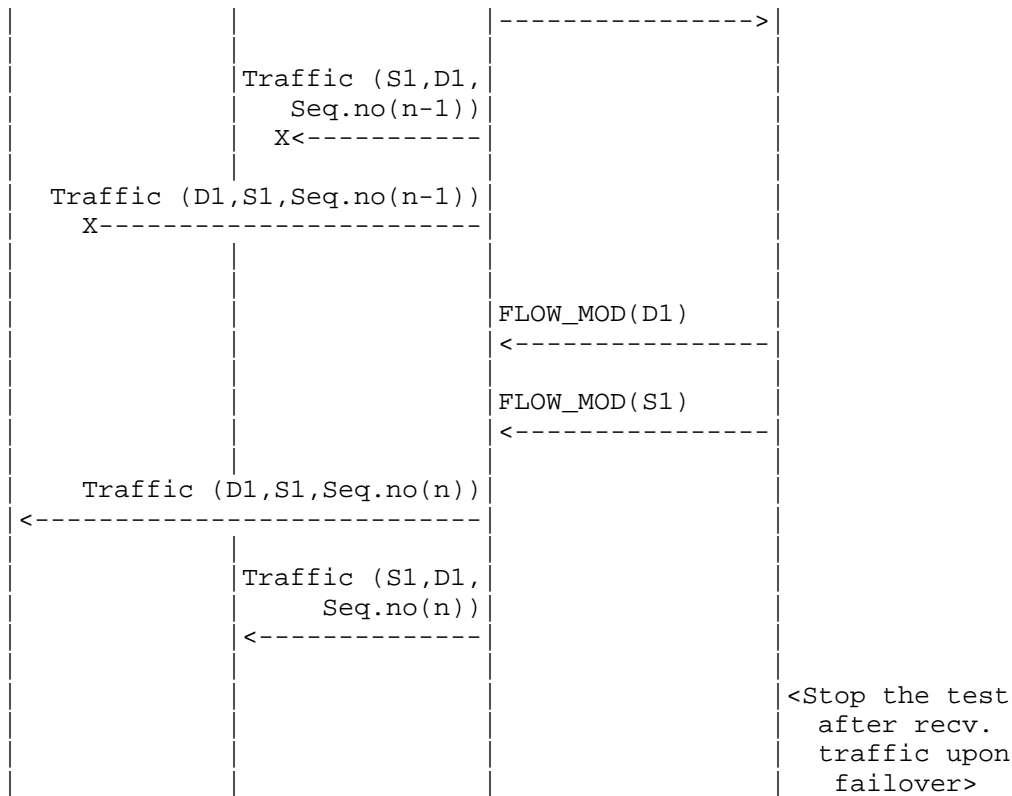 Traffic (S1,D1,
Seq.no(n-1))
X<-----------
Traffic (D1,S1,Seq.no(n-1))
X------------------------
FLOW_MOD(D1)
<----------------
FLOW_MOD(S1)
<----------------
Traffic (D1,S1,Seq.no(n))
<----------------------------
Traffic (S1,D1,
Seq.no(n))
<--------------
<Stop the test
after recv.
traffic upon
failover>